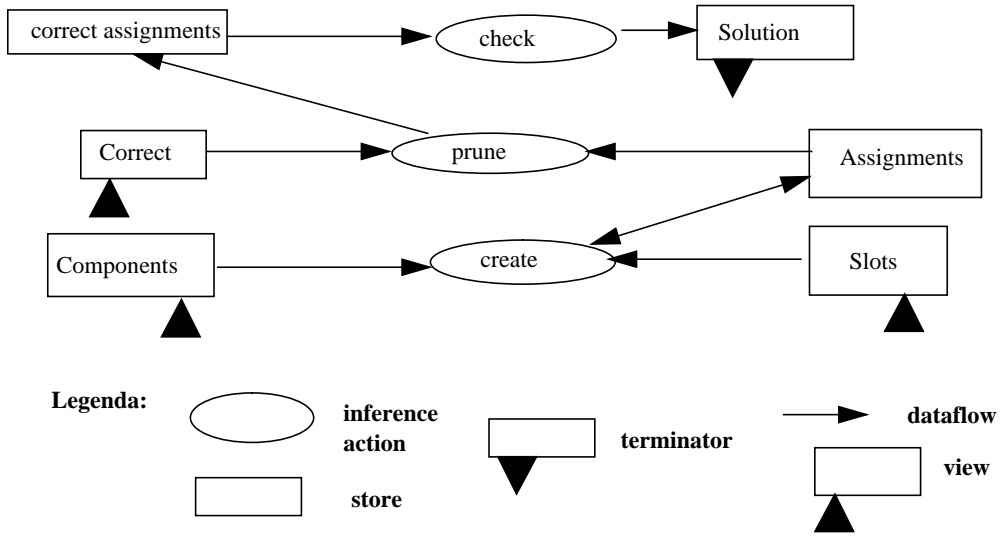 correct assignments
check
Solution
Correct
prune
Assignments
Components
create
Slots
Legenda:
inference
action
terminator
dataflow
view
store